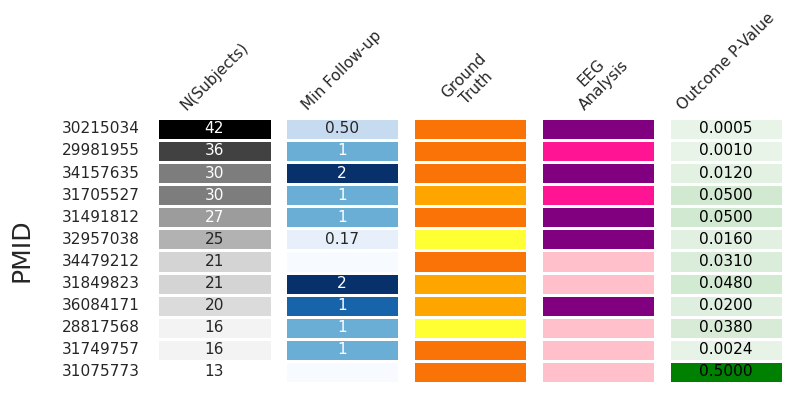 N(Subjects) Min Follow-up Ground Truth EEG Analysis Outcome P-Value
PMID
30215034 42 0.50 0.0005
29981955 36 1 0.0010
34157635 30 2 0.0120
31705527 30 1 0.0500
31491812 27 1 0.0500
32957038 25 0.17 0.0160
34479212 21 0.0310
31849823 21 2 0.0480
36084171 20 1 0.0200
28817568 16 1 0.0380
31749757 16 1 0.0024
31075773 13 0.5000